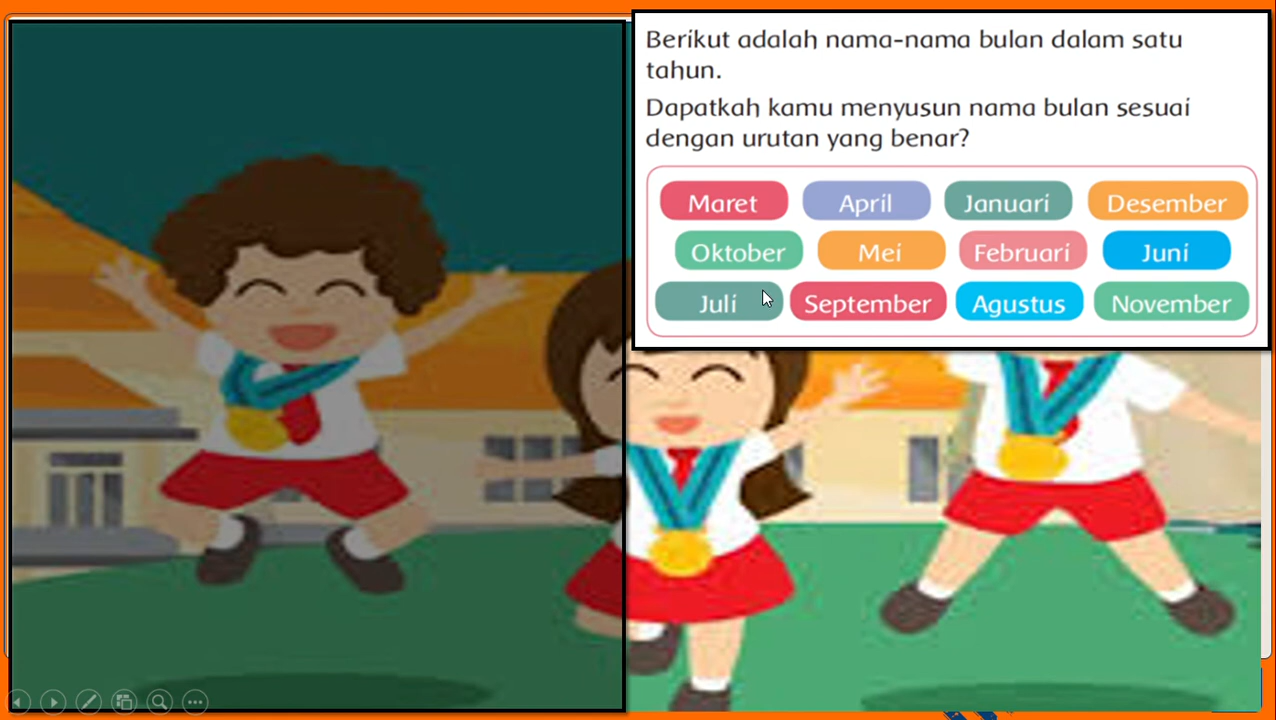 Berikut adalah nama-nama bulan dalam satu
tahun.
Dapatkah kamu menyusun nama bulan sesuai
dengan urutan yang benar?
Maret April Januari Desember
Oktober Mei Februari Juni
Juli September Agustus November